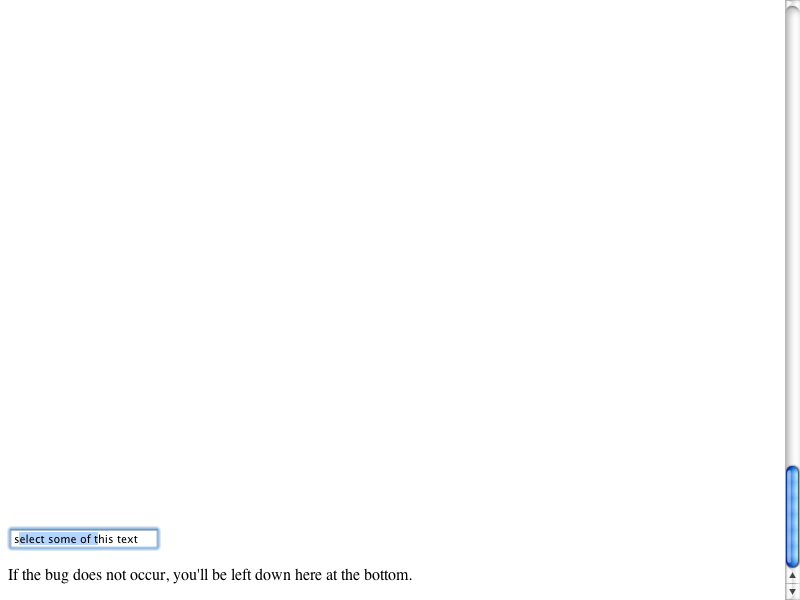 select some of this text
If the bug does not occur, you'll be left down here at the bottom.